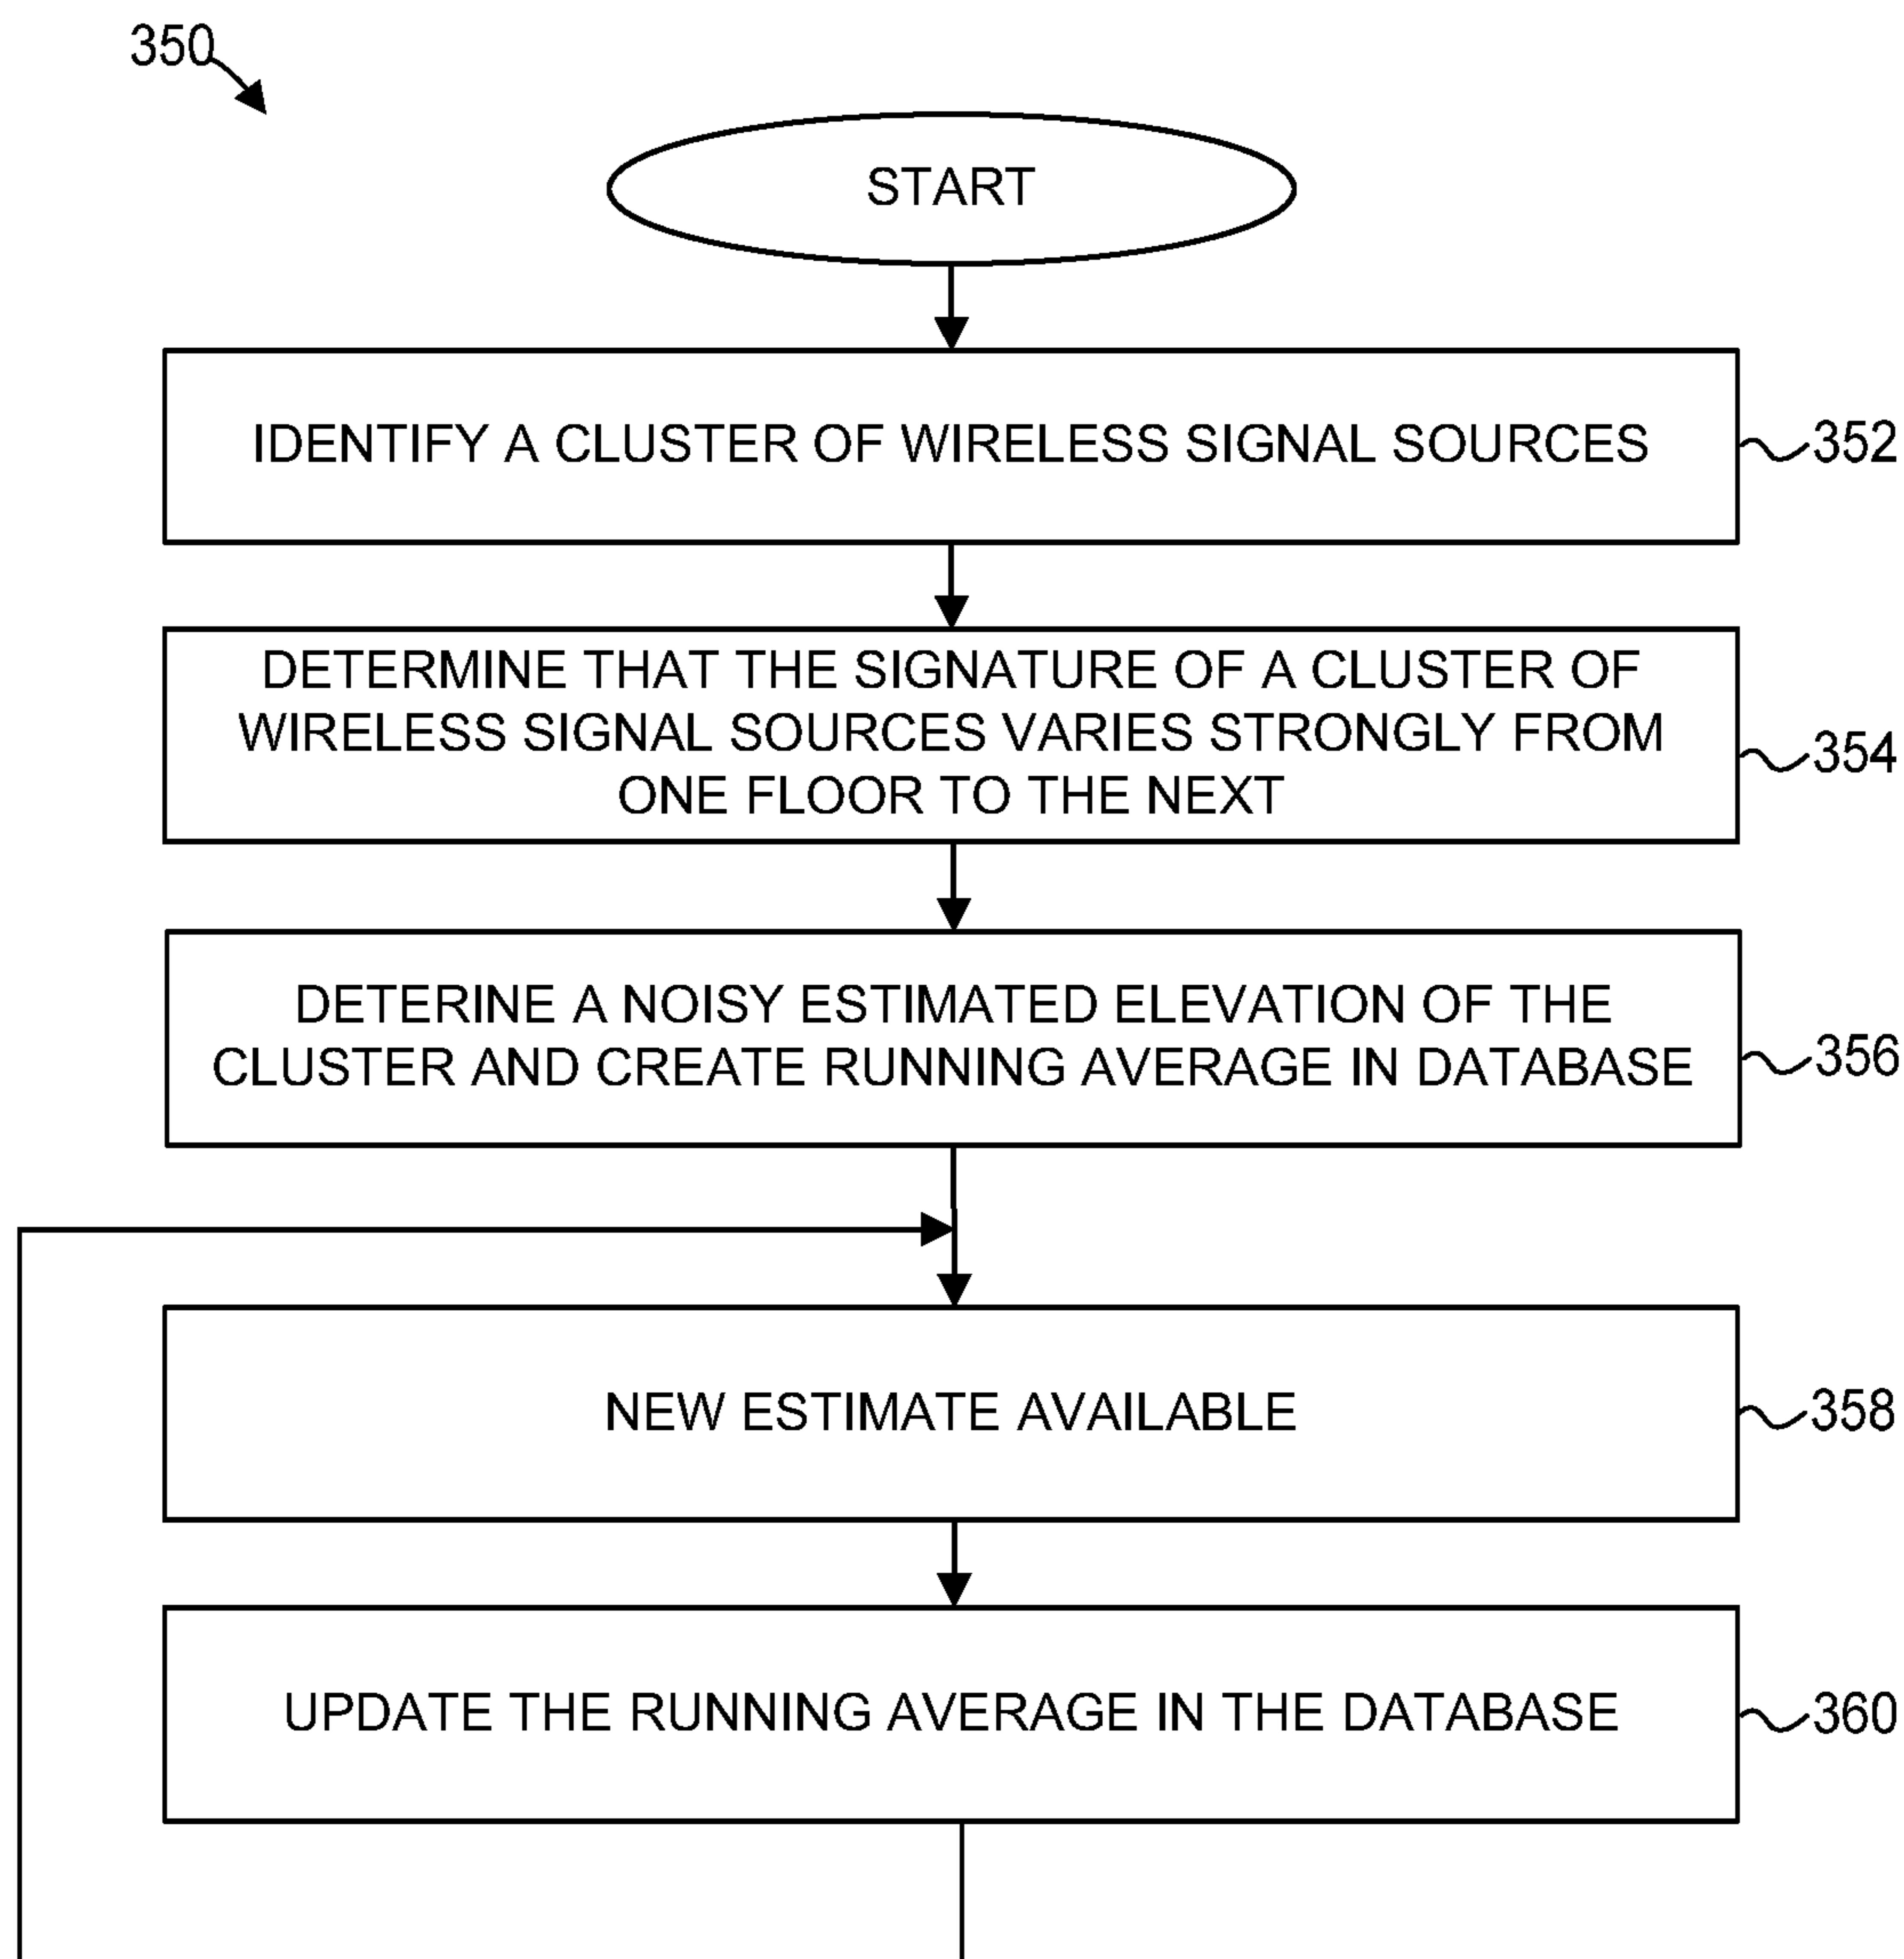 350
START
IDENTIFY A CLUSTER OF WIRELESS SIGNAL SOURCES
352
DETERMINE THAT THE SIGNATURE OF A CLUSTER OF
WIRELESS SIGNAL SOURCES VARIES STRONGLY FROM
ONE FLOOR TO THE NEXT
354
DETERINE A NOISY ESTIMATED ELEVATION OF THE
CLUSTER AND CREATE RUNNING AVERAGE IN DATABASE
356
NEW ESTIMATE AVAILABLE
358
UPDATE THE RUNNING AVERAGE IN THE DATABASE
360